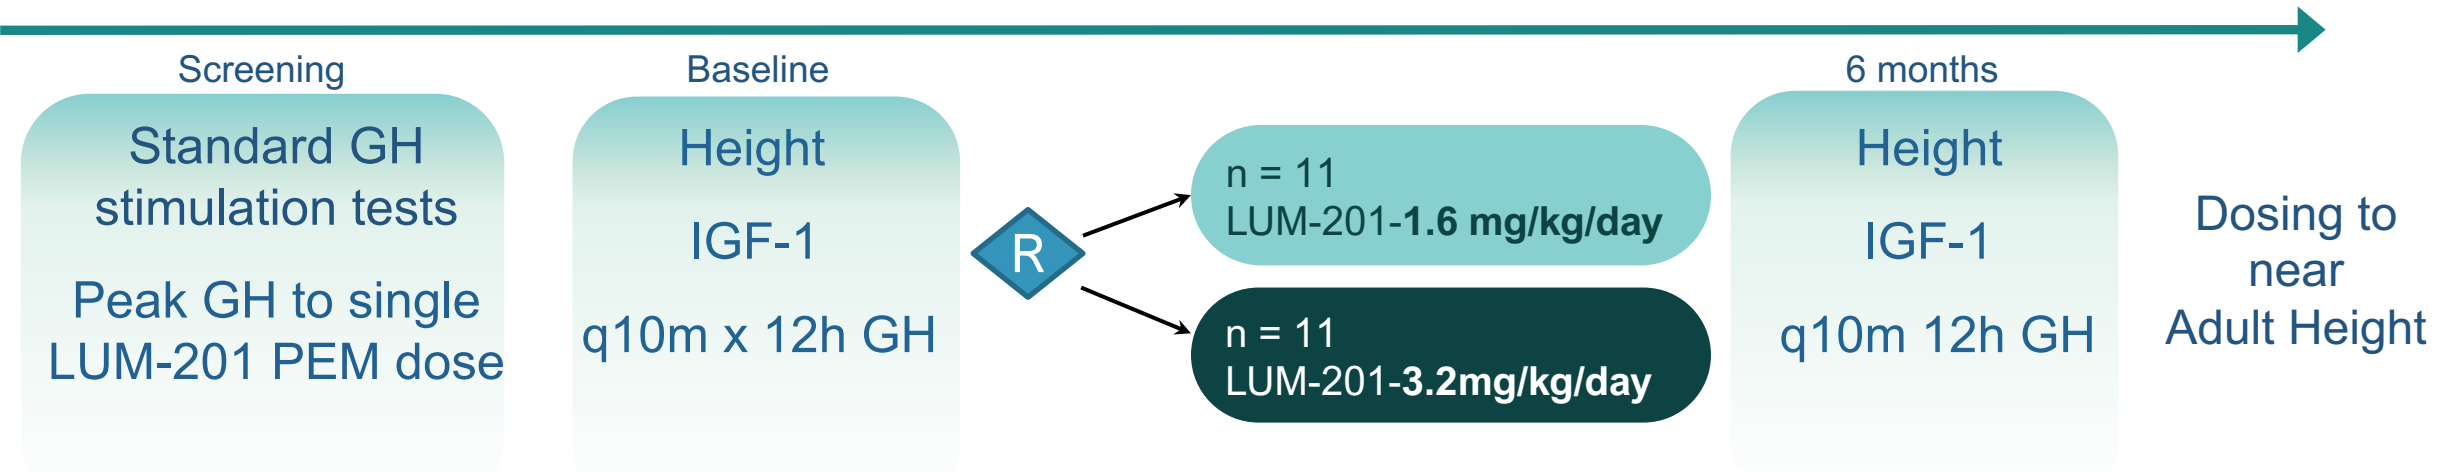 Screening
Standard GH
stimulation tests
Peak GH to single
LUM-201 PEM dose
Baseline
Height
IGF-1
q10m x 12h GH
R
n = 11
LUM-201-1.6 mg/kg/day
n = 11
LUM-201-3.2mg/kg/day
6 months
Height
IGF-1
q10m 12h GH
Dosing to
near
Adult Height